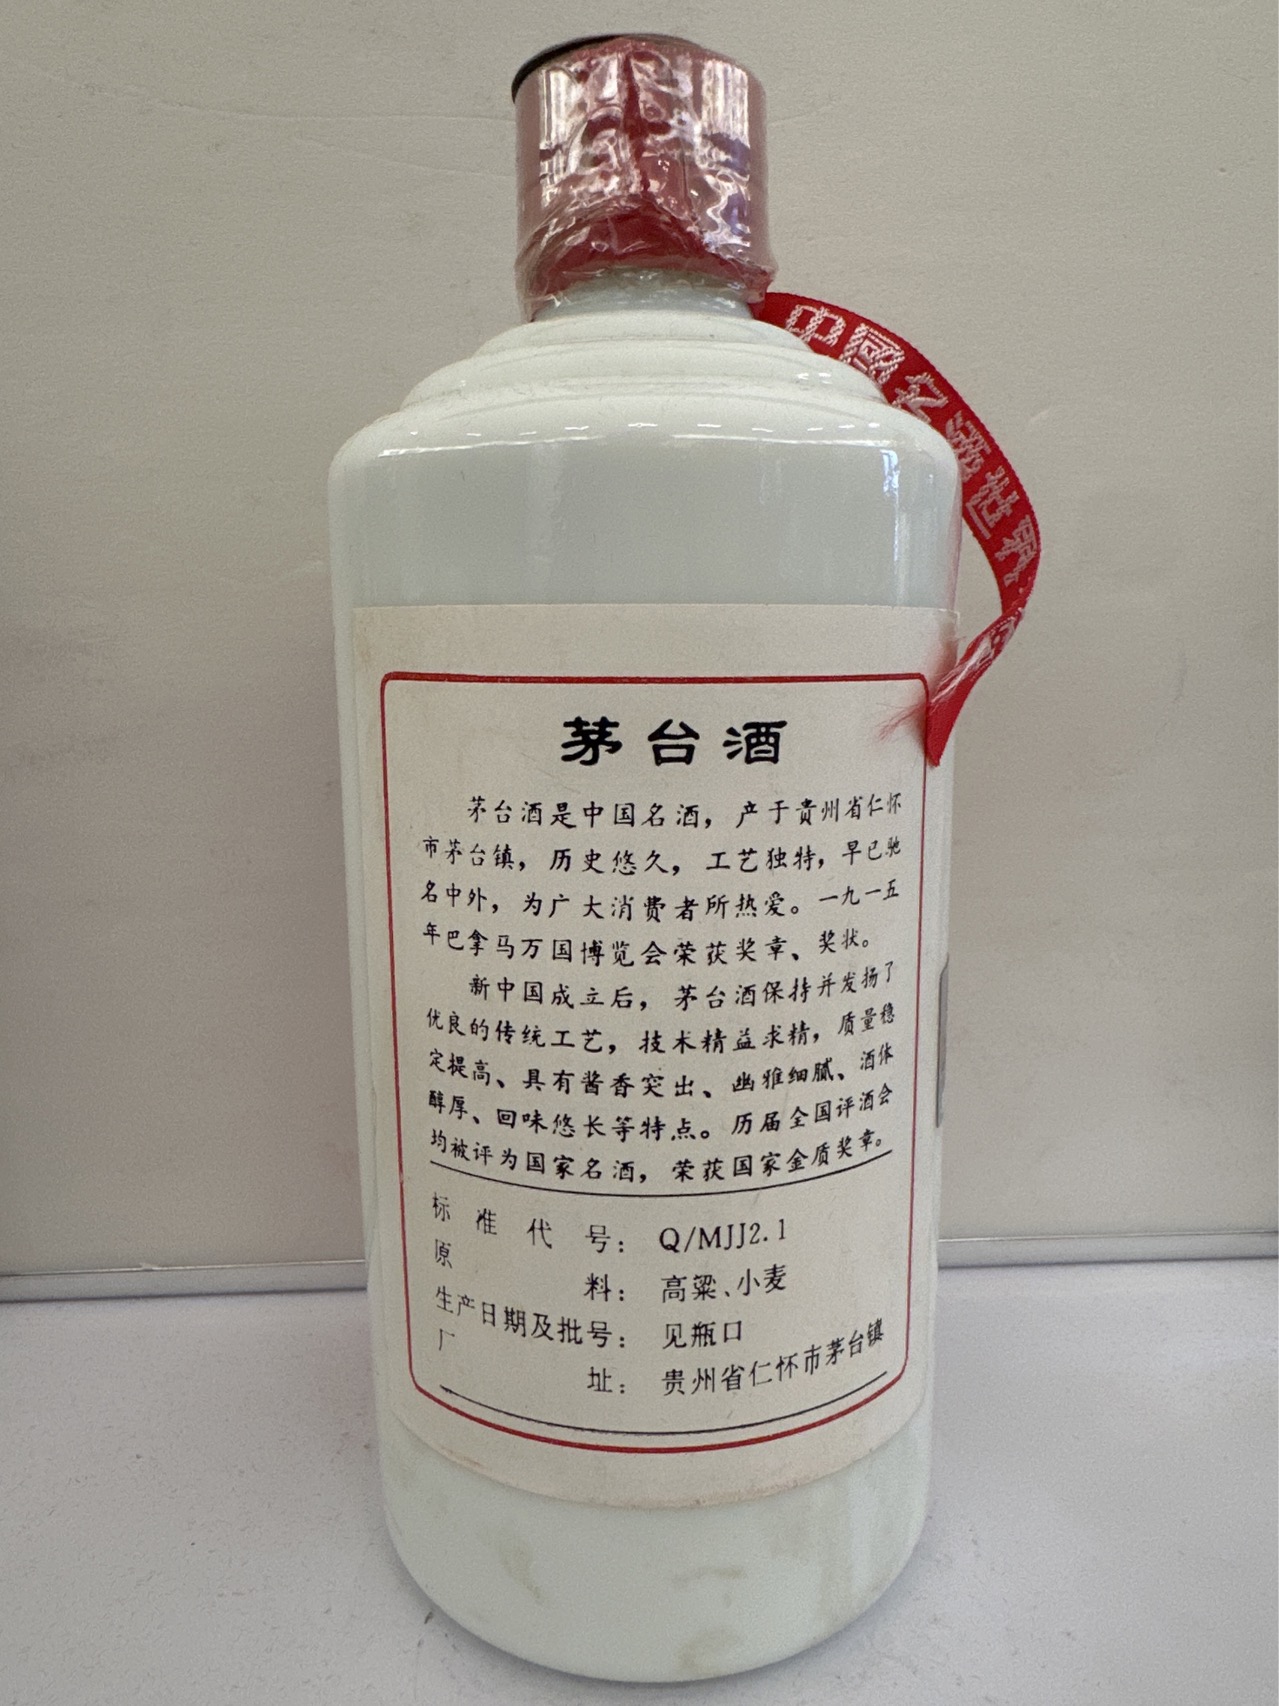 中国名酒世界
茅台酒
茅台酒是中国名酒，产于贵州省仁怀
市茅台镇，历史悠久，工艺独特，早已驰
名中外，为广大消费者所热爱。一九一五
年巴拿马万国博览会荣获奖章、奖状。
新中国成立后，茅台酒保持并发扬了
优良的传统工艺，技术精益求精，质量稳
定提高、具有酱香突出、幽雅细腻、酒体
醇厚、回味悠长等特点。历届全国评酒会
均被评为国家名酒，荣获国家金质奖章。
标准代号：Q/MJJ2.1
原料：高粱、小麦
生产日期及批号：见瓶口
厂址：贵州省仁怀市茅台镇